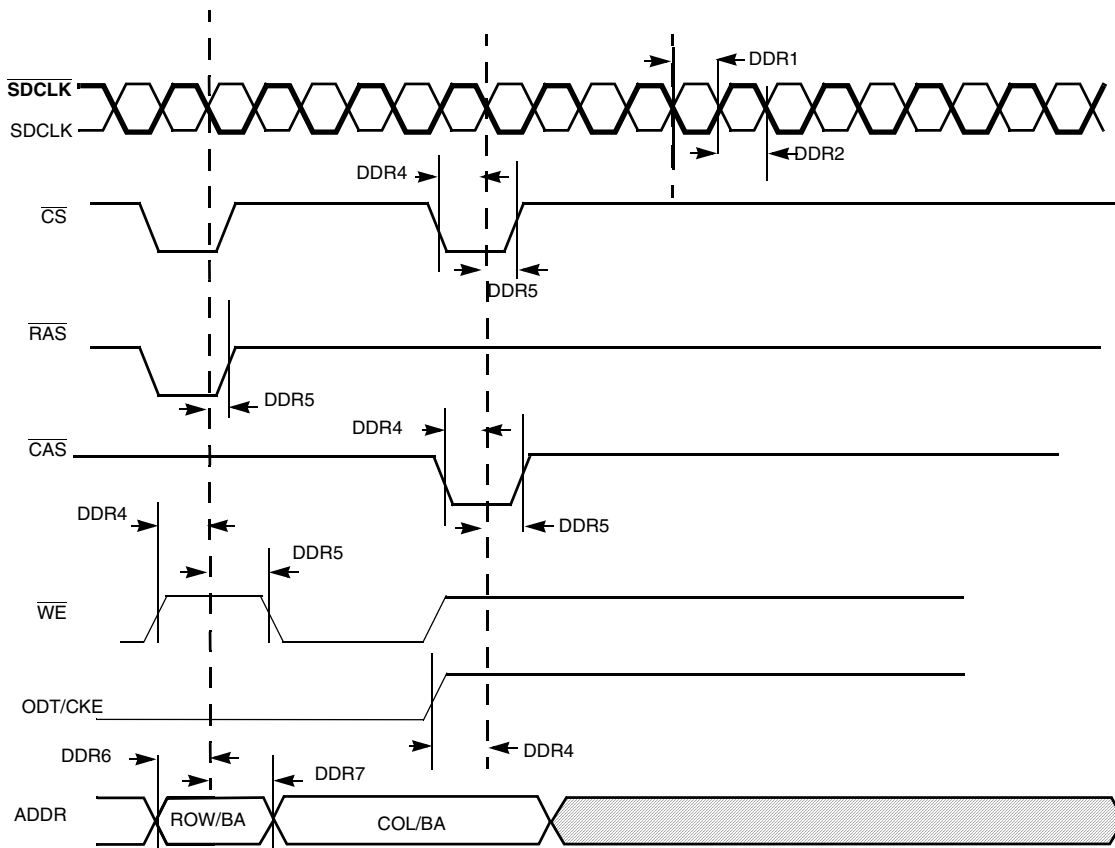 DDR1
SDCLK
SDCLK
DDR2
DDR4
CS
DDR5
RAS
DDR5
DDR4
CAS
DDR4
DDR5
DDR5
WE
ODT/CKE
DDR4
DDR6
DDR7
ADDR
ROW/BA
COL/BA